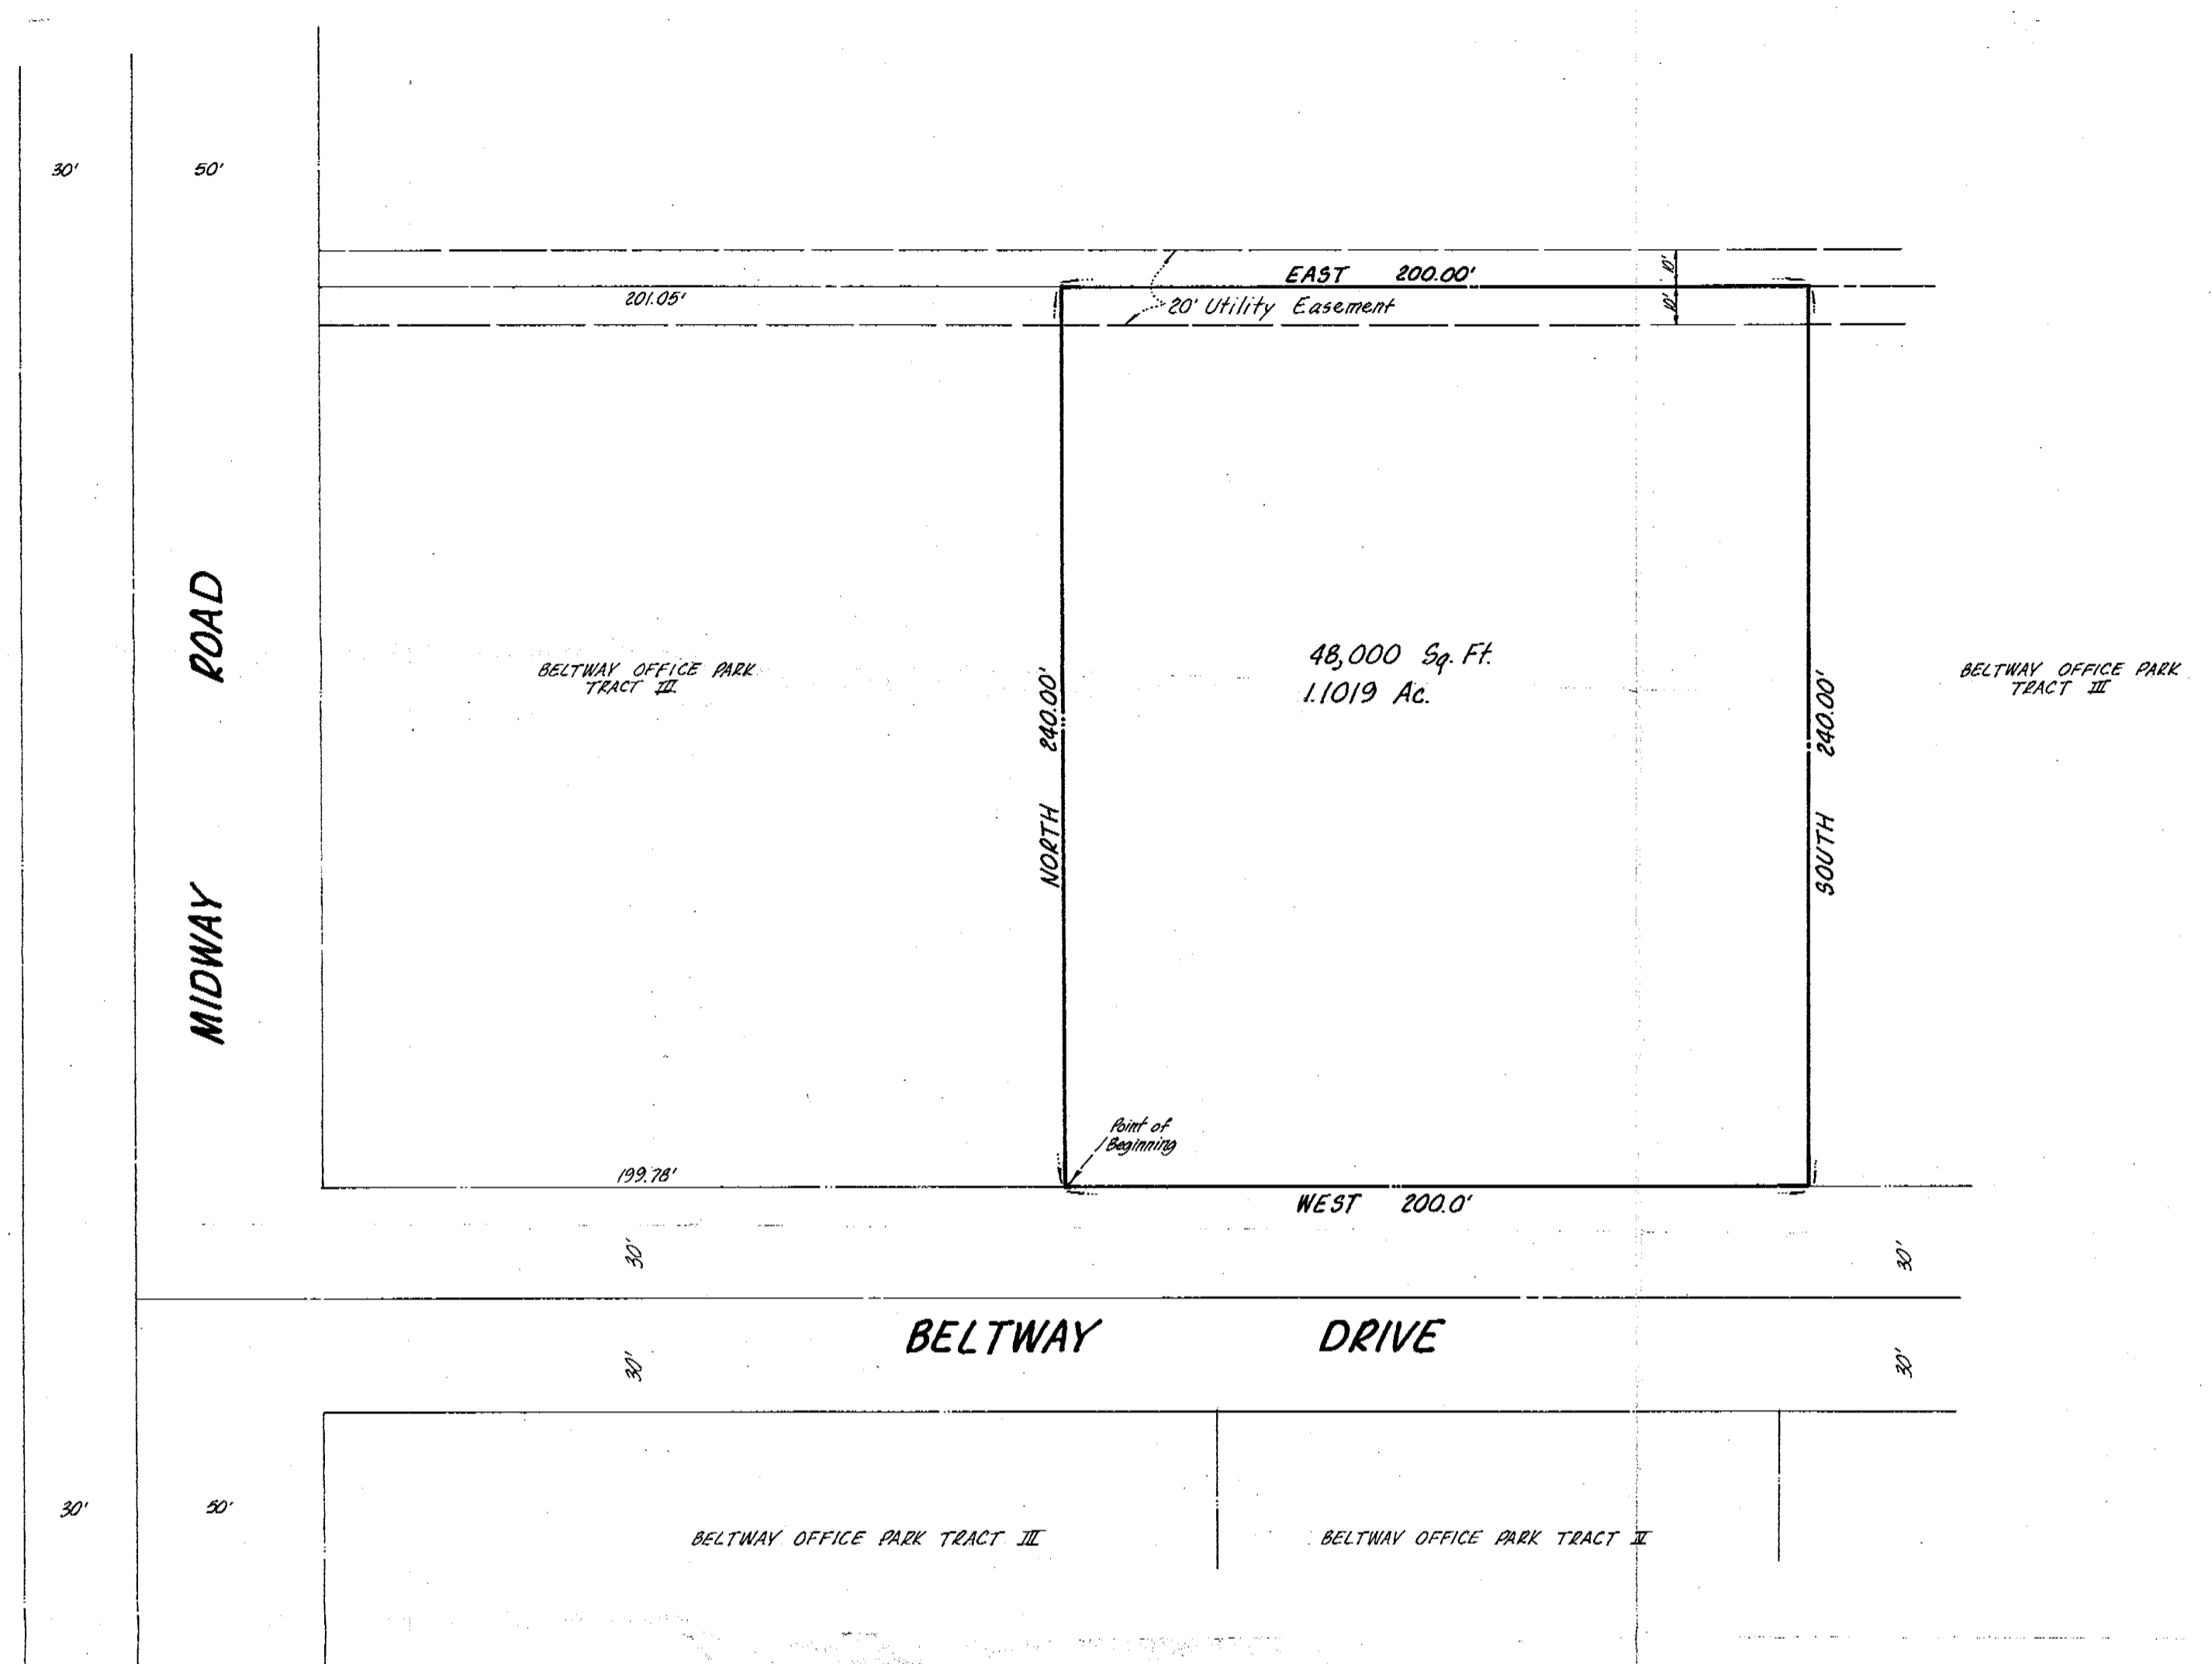 30'
50'
EAST 200.00'
10'
10'
201.05'
20' Utility Easement
MIDWAY ROAD
BELTWAY OFFICE PARK
TRACT III
NORTH 240.00'
48,000 Sq. Ft.
1.1019 Ac.
SOUTH 240.00'
BELTWAY OFFICE PARK
TRACT III
Point of
Beginning
199.78'
WEST 200.0'
30'
30'
BELTWAY DRIVE
30'
30'
30'
50'
BELTWAY OFFICE PARK TRACT III
BELTWAY OFFICE PARK TRACT